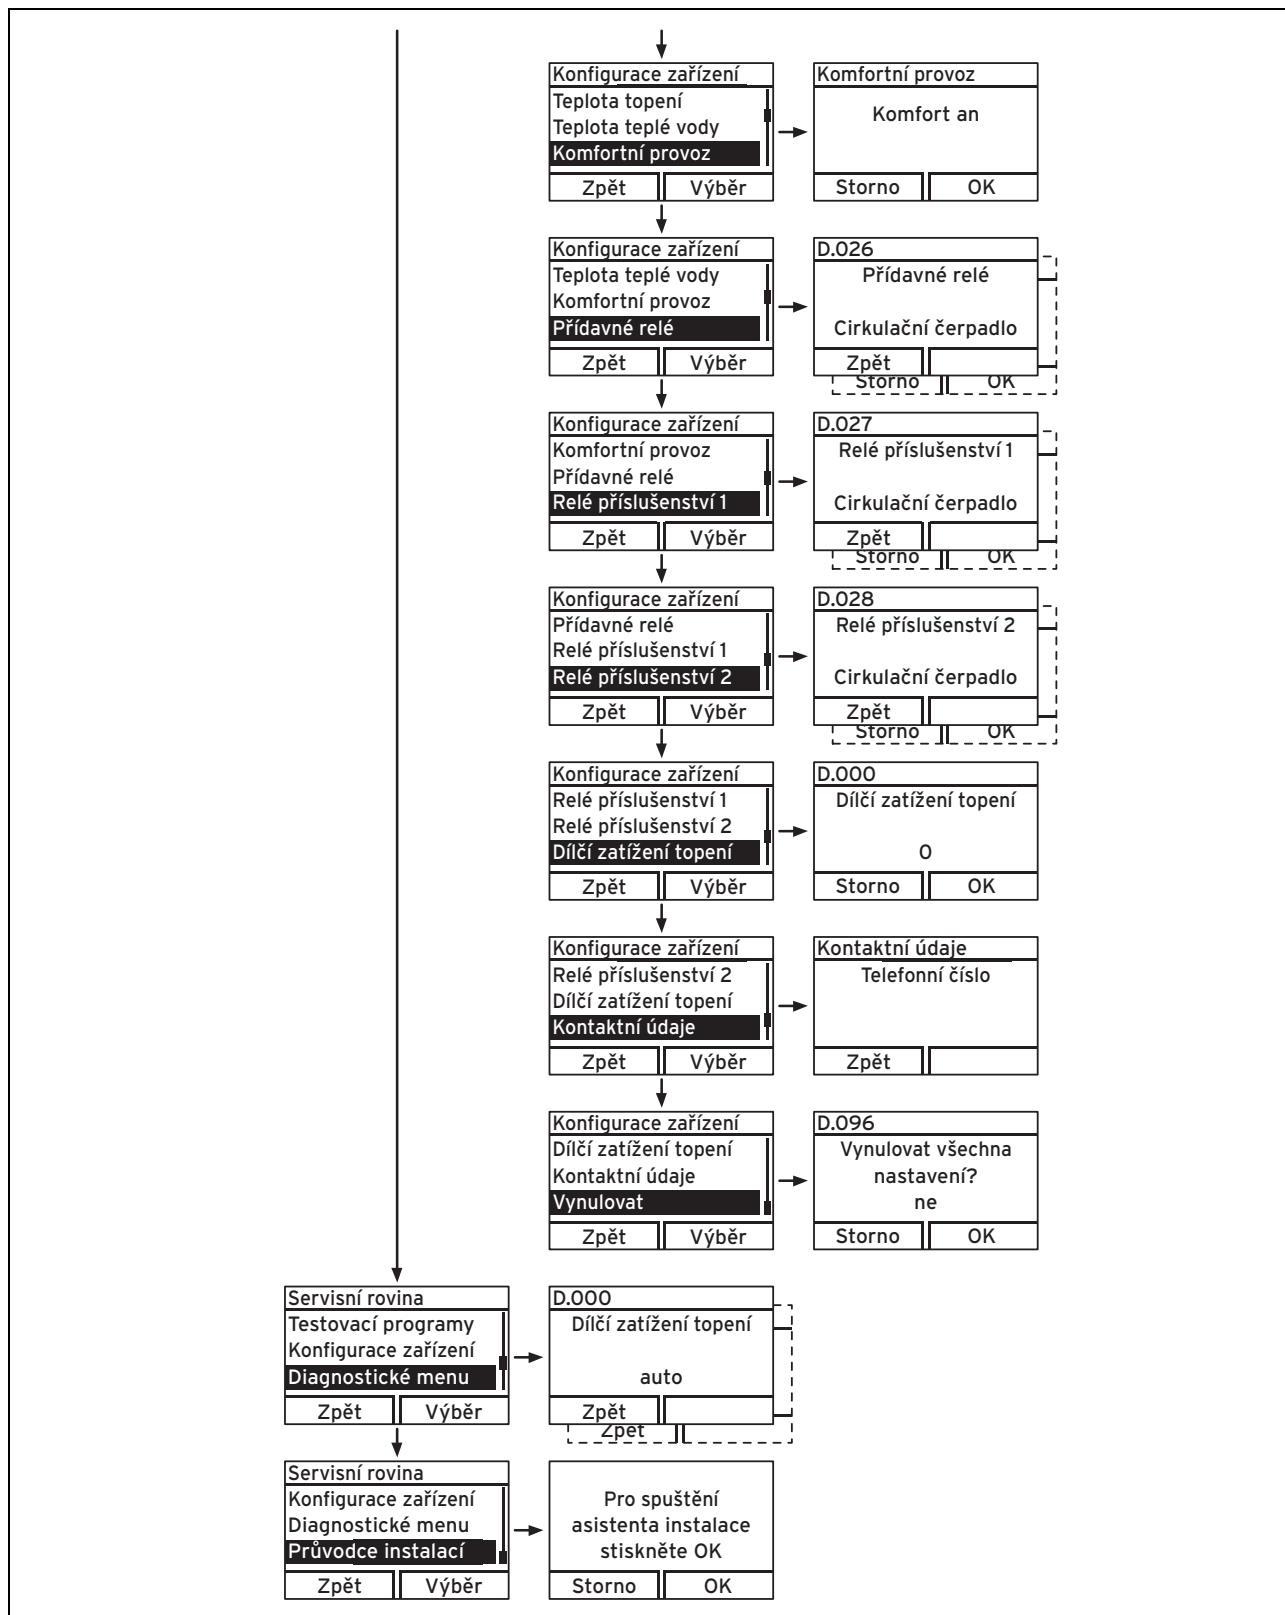 Konfigurace zařízení
Teplota topení
Teplota teplé vody
Komfortní provoz
Zpět Výběr
Komfortní provoz
Komfort an
Storno OK
Konfigurace zařízení
Teplota teplé vody
Komfortní provoz
Přídavné relé
Zpět Výběr
D.026
Přídavné relé
Cirkulační čerpadlo
Zpět
Storno OK
Konfigurace zařízení
Komfortní provoz
Přídavné relé
Relé příslušenství 1
Zpět Výběr
D.027
Relé příslušenství 1
Cirkulační čerpadlo
Zpět
Storno OK
Konfigurace zařízení
Přídavné relé
Relé příslušenství 1
Relé příslušenství 2
Zpět Výběr
D.028
Relé příslušenství 2
Cirkulační čerpadlo
Zpět
Storno OK
Konfigurace zařízení
Relé příslušenství 1
Relé příslušenství 2
Dílčí zatížení topení
Zpět Výběr
D.000
Dílčí zatížení topení
0
Storno OK
Konfigurace zařízení
Relé příslušenství 2
Dílčí zatížení topení
Kontaktní údaje
Zpět Výběr
Kontaktní údaje
Telefonní číslo
Zpět
Konfigurace zařízení
Dílčí zatížení topení
Kontaktní údaje
Vynulovat
Zpět Výběr
D.096
Vynulovat všechna
nastavení?
ne
Storno OK
Servisní rovina
Testovací programy
Konfigurace zařízení
Diagnostické menu
Zpět Výběr
D.000
Dílčí zatížení topení
auto
Zpět
Zpět
Servisní rovina
Konfigurace zařízení
Diagnostické menu
Průvodce instalací
Zpět Výběr
Pro spuštění
asistenta instalace
stiskněte OK
Storno OK